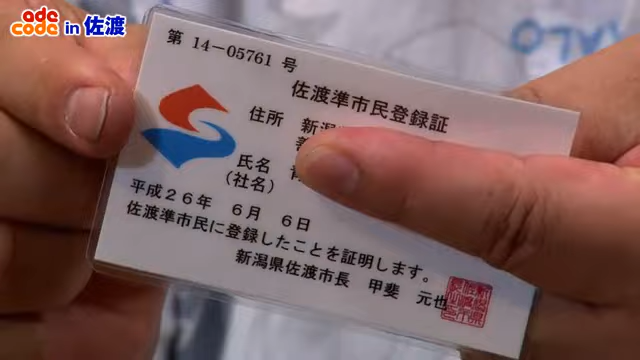 ade
code in 佐渡
第 14-05761 号
佐渡準市民登録証
住所 新潟
氏名
(社名)
平成26年 6月 6日
佐渡準市民に登録したことを証明します。
新潟県佐渡市長 甲斐 元也